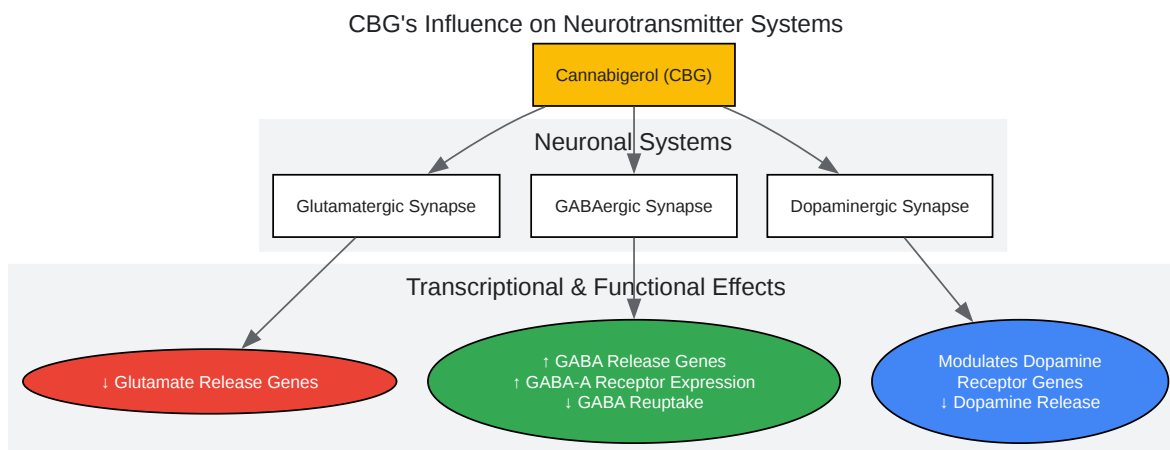 CBG's Influence on Neurotransmitter Systems
Cannabigerol (CBG)
Neuronal Systems
Glutamatergic Synapse
GABAergic Synapse
Dopaminergic Synapse
Transcriptional & Functional Effects
↓ Glutamate Release Genes
↑ GABA Release Genes
↑ GABA-A Receptor Expression
↓ GABA Reuptake
Modulates Dopamine
Receptor Genes
↓ Dopamine Release